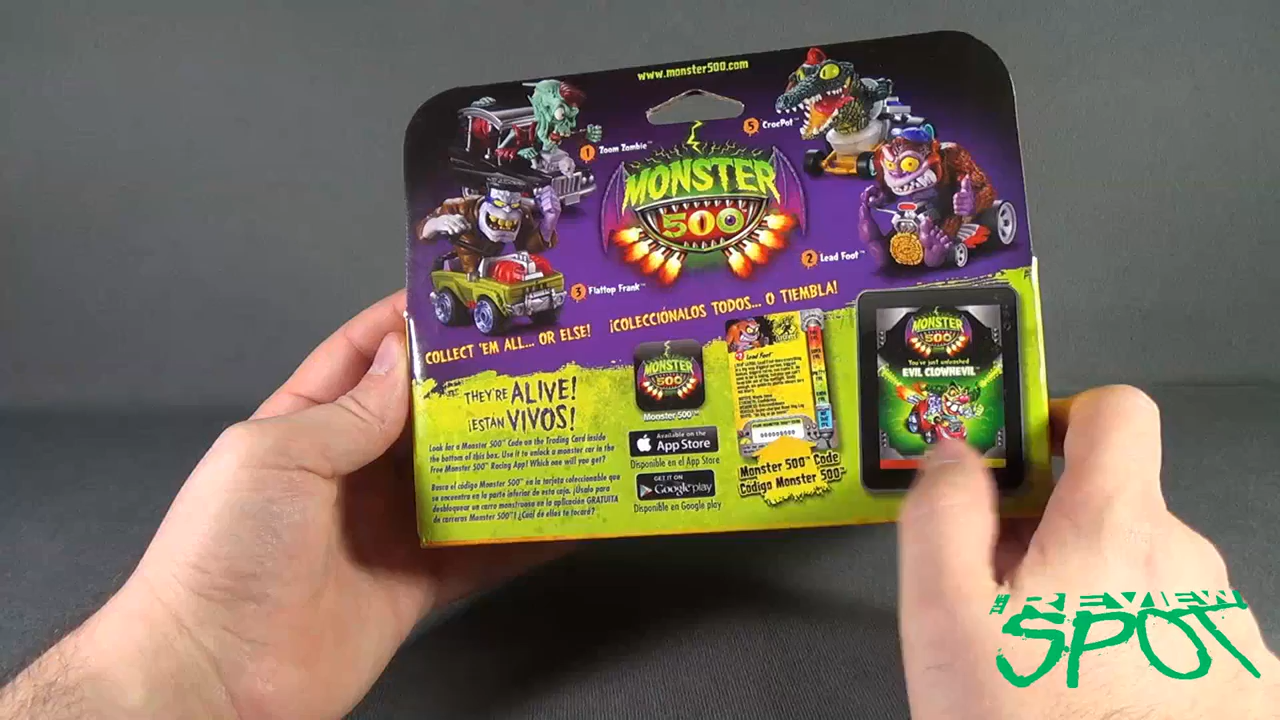 www.monster500.com
1 Zoom Zombie™
5 CrocPot™
MONSTER
500
3 Flattop Frank™
2 Lead Foot™
COLLECT 'EM ALL... OR ELSE! ¡COLECCIÓNALOS TODOS... O TIEMBLA!
THEY'RE ALIVE!
¡ESTÁN VIVOS!
Look for a Monster 500™ Code on the Trading Card inside
the bottom of this box. Use it to unlock a monster car in the
Free Monster 500™ Racing App! Which one will you get?
Busca el código Monster 500™ en la tarjeta coleccionable que
se encuentra en la parte inferior de esta caja. ¡Úsalo para
desbloquear un carro monstruoso en la aplicación GRATUITA
de carreras Monster 500™! ¿Cuál de ellos te tocará?
MONSTER
500
Monster 500™
Available on the
App Store
Disponible en el App Store
GET IT ON
Google play
Disponible en Google play
Lead Foot™
Monster 500™ Code
Código Monster 500™
MONSTER
500
You've just unleashed
EVIL CLOWNEVIL™
THE REVIEW
SPOT